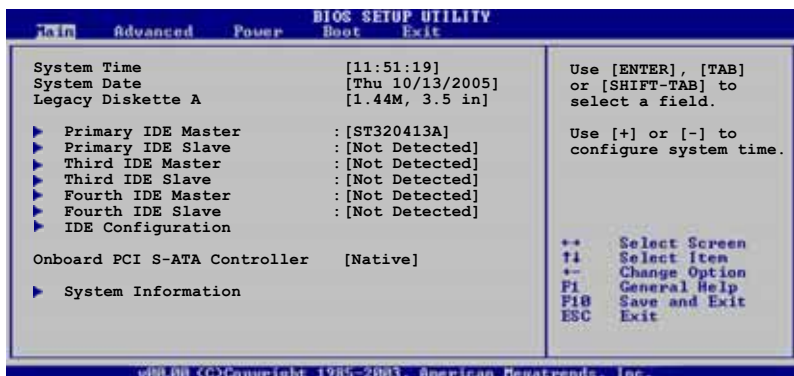 BIOS SETUP UTILITY
Main Advanced Power Boot Exit
System Time [11:51:19]
System Date [Thu 10/13/2005]
Legacy Diskette A [1.44M, 3.5 in]
Primary IDE Master :[ST320413A]
Primary IDE Slave :[Not Detected]
Third IDE Master :[Not Detected]
Third IDE Slave :[Not Detected]
Fourth IDE Master :[Not Detected]
Fourth IDE Slave :[Not Detected]
IDE Configuration
Onboard PCI S-ATA Controller [Native]
System Information
Use [ENTER], [TAB]
or [SHIFT-TAB] to
select a field.
Use [+] or [-] to
configure system time.
←→ Select Screen
↑↓ Select Item
+- Change Option
F1 General Help
F10 Save and Exit
ESC Exit
v00.00 (C)Copyright 1985-2003, American Megatrends, Inc.